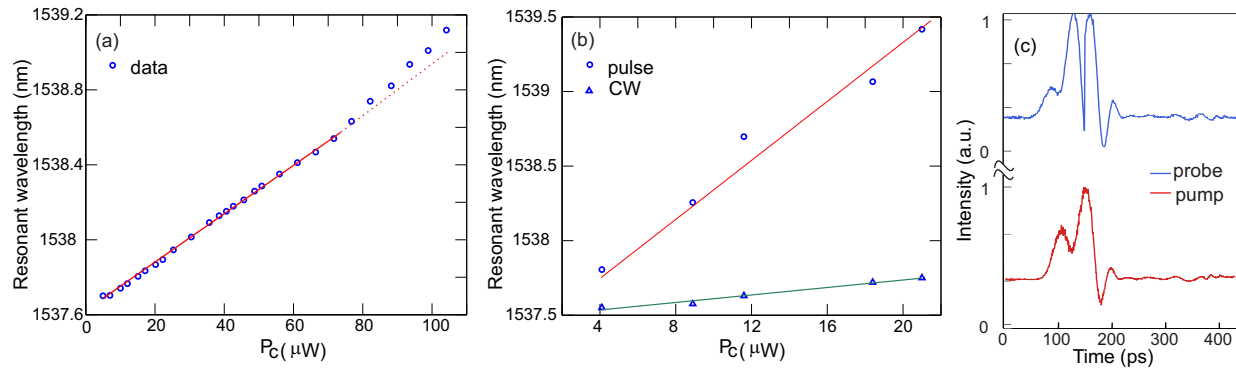 (a)
data
Resonant wavelength (nm)
1539.2
1538.8
1538.4
1538
1537.6
0 20 40 60 80 100
PC(μW)
(b)
pulse
CW
Resonant wavelength (nm)
1539.5
1539
1538.5
1538
1537.5
4 8 12 16 20
PC(μW)
(c)
Intensity (a.u.)
1
0
1
0
probe
pump
0 100 200 300 400
Time (ps)